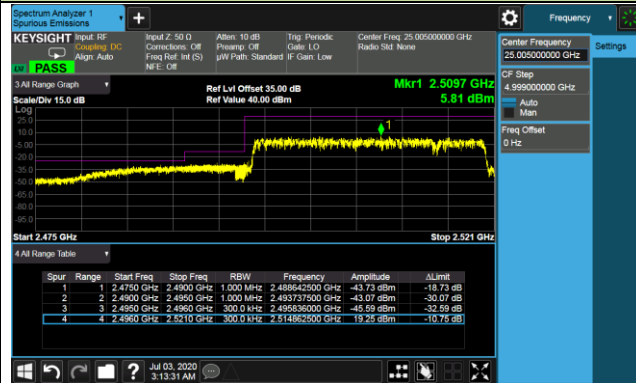 Spectrum Analyzer 1
Spurious Emissions
+
Frequency
KEYSIGHT
Input: RF
Coupling: DC
Align: Auto
Input Z: 50 Ω
Corrections: Off
Freq Ref: Int (S)
NFE: Off
Atten: 10 dB
Preamp: Off
µW Path: Standard
Trig: Periodic
Gate: LO
IF Gain: Low
Center Freq: 25.005000000 GHz
Radio Std: None
PASS
Center Frequency
25.005000000 GHz
Settings
CF Step
4.999000000 GHz
Auto
Man
Freq Offset
0 Hz
3 All Range Graph
Scale/Div 15.0 dB
Ref Lvl Offset 35.00 dB
Ref Value 40.00 dBm
Mkr1 2.5097 GHz
5.81 dBm
Log
25.0
10.0
-5.00
-20.0
-35.0
-50.0
-65.0
-80.0
-95.0
1
Start 2.475 GHz
Stop 2.521 GHz
4 All Range Table
Spur Range Start Freq Stop Freq RBW Frequency Amplitude ΔLimit
1 1 2.4750 GHz 2.4900 GHz 1.000 MHz 2.488642500 GHz -43.73 dBm -18.73 dB
2 2 2.4900 GHz 2.4950 GHz 1.000 MHz 2.493737500 GHz -43.07 dBm -30.07 dB
3 3 2.4950 GHz 2.4960 GHz 300.0 kHz 2.495836000 GHz -45.59 dBm -32.59 dB
4 4 2.4960 GHz 2.5210 GHz 300.0 kHz 2.514862500 GHz 19.25 dBm -10.75 dB
?
Jul 03, 2020
3:13:31 AM